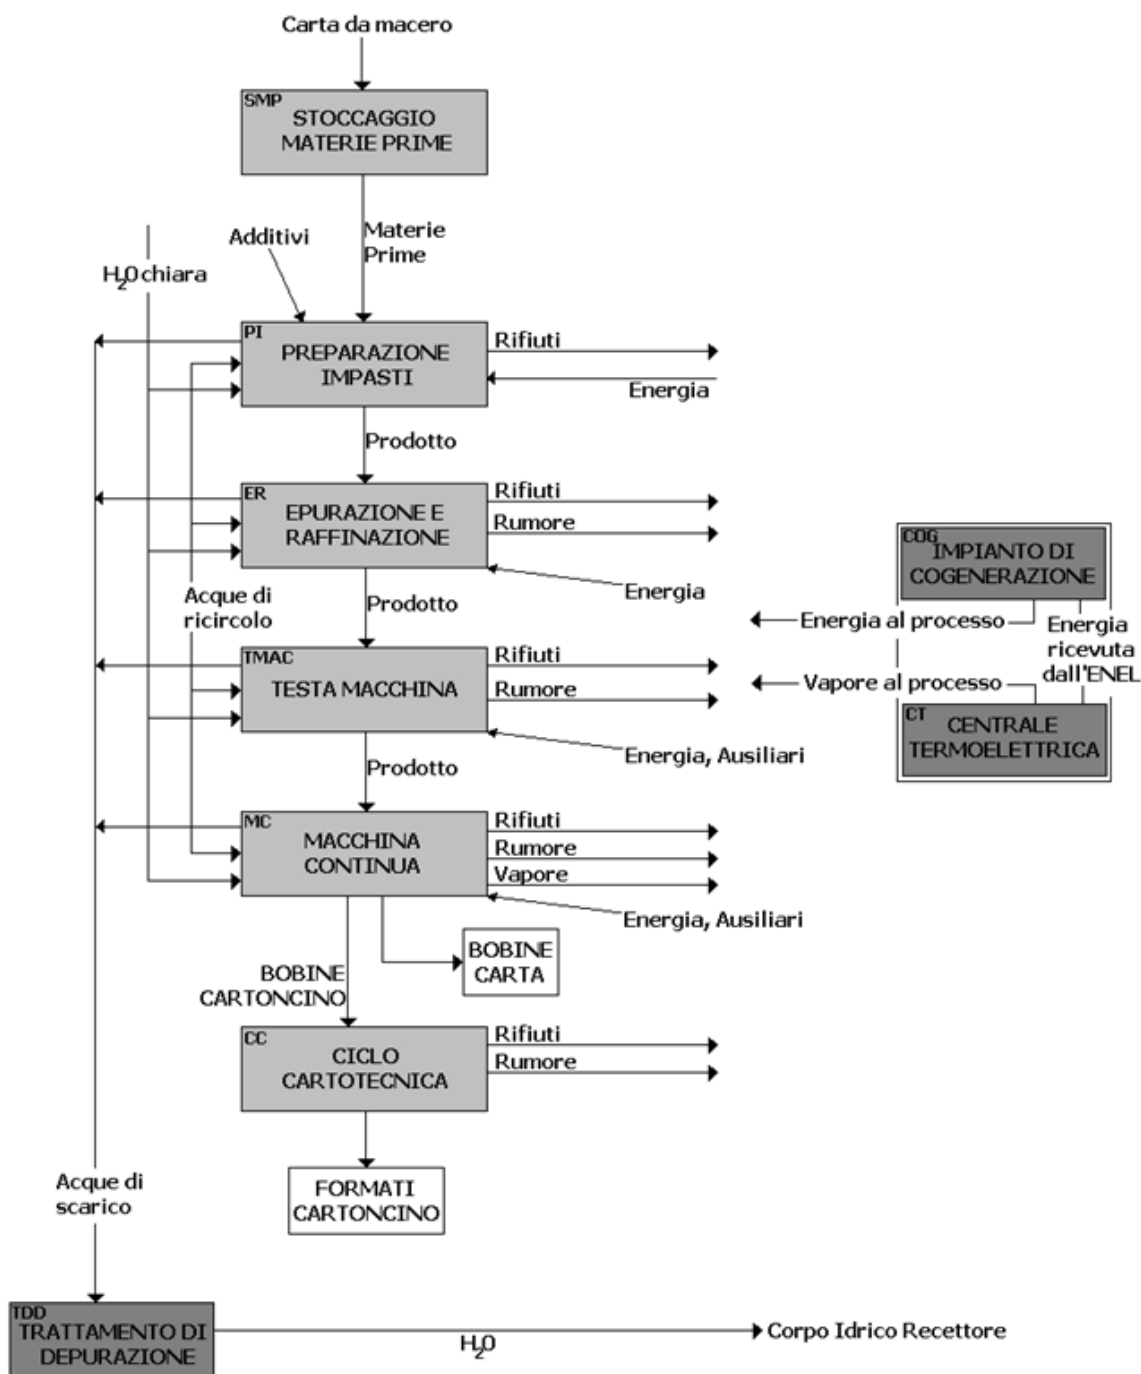 Carta da macero
SMP
STOCCAGGIO
MATERIE PRIME
Additivi
Materie
Prime
H₂O chiara
PI
PREPARAZIONE
IMPASTI
Rifiuti
Energia
Prodotto
ER
EPURAZIONE E
RAFFINAZIONE
Rifiuti
Rumore
Energia
COG
IMPIANTO DI
COGENERAZIONE
Energia al processo
Energia
ricevuta
dall'ENEL
Vapore al processo
CT
CENTRALE
TERMOELETTRICA
Acque di
ricircolo
Prodotto
TMAC
TESTA MACCHINA
Rifiuti
Rumore
Energia, Ausiliari
Prodotto
MC
MACCHINA
CONTINUA
Rifiuti
Rumore
Vapore
Energia, Ausiliari
BOBINE
CARTA
BOBINE
CARTONCINO
CC
CICLO
CARTOTECNICA
Rifiuti
Rumore
FORMATI
CARTONCINO
Acque di
scarico
TDD
TRATTAMENTO DI
DEPURAZIONE
H₂O
Corpo Idrico Recettore